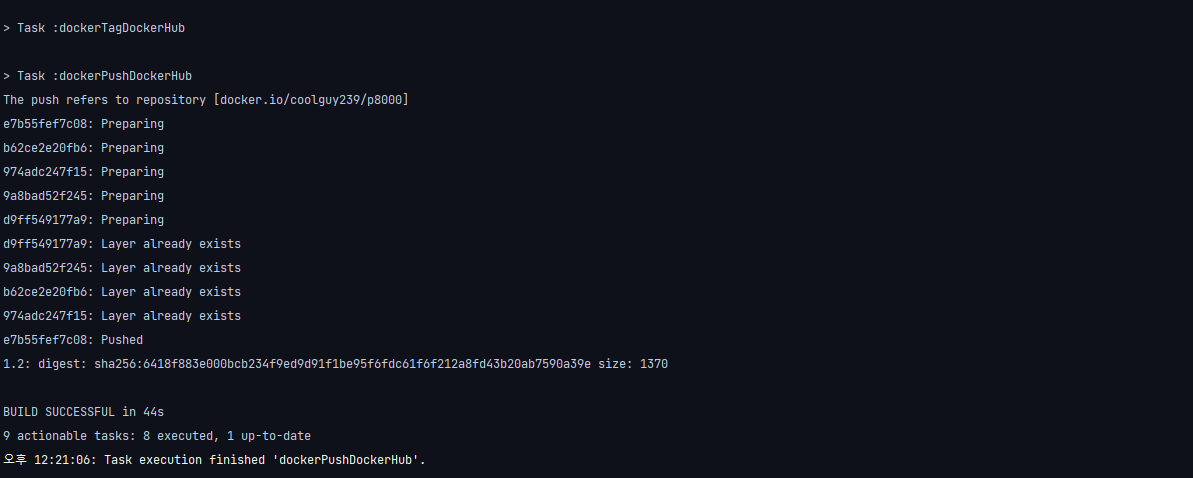 > Task :dockerTagDockerHub
> Task :dockerPushDockerHub
The push refers to repository [docker.io/coolguy239/p8000]
e7b55fef7c08: Preparing
b62ce2e20fb6: Preparing
974adc247f15: Preparing
9a8bad52f245: Preparing
d9ff549177a9: Preparing
d9ff549177a9: Layer already exists
9a8bad52f245: Layer already exists
b62ce2e20fb6: Layer already exists
974adc247f15: Layer already exists
e7b55fef7c08: Pushed
1.2: digest: sha256:6418f883e000bcb234f9ed9d91f1be95f6fdc61f6f212a8fd43b20ab7590a39e size: 1370
BUILD SUCCESSFUL in 44s
9 actionable tasks: 8 executed, 1 up-to-date
오후 12:21:06: Task execution finished 'dockerPushDockerHub'.